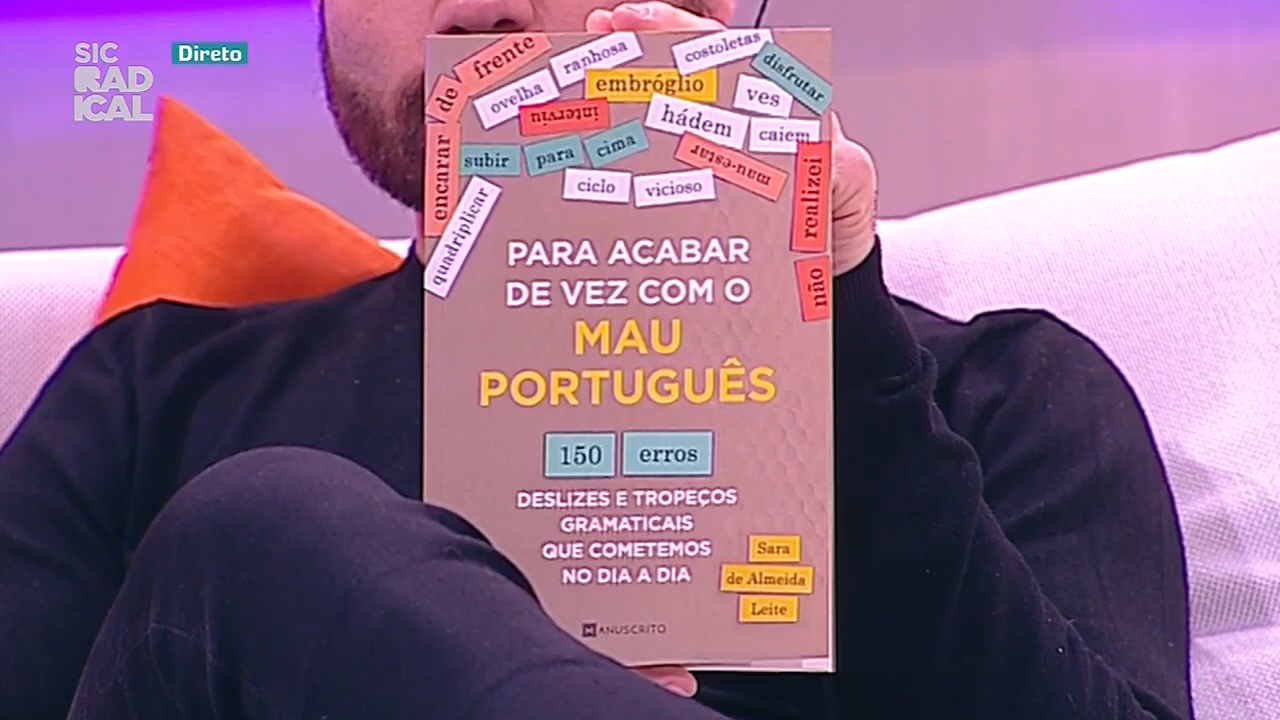 SIC
RAD
ICAL
Direto
de frente
encarar
ovelha ranhosa
embróglio
costoletas
disfrutar
ves
interviu
hádem
caiem
subir para cima
mau-estar
ciclo vicioso
realizei
não
quadriplicar
PARA ACABAR
DE VEZ COM O
MAU
PORTUGUÊS
150 erros
DESLIZES E TROPEÇOS
GRAMATICAIS
QUE COMETEMOS
NO DIA A DIA
Sara
de Almeida
Leite
MANUSCRITO